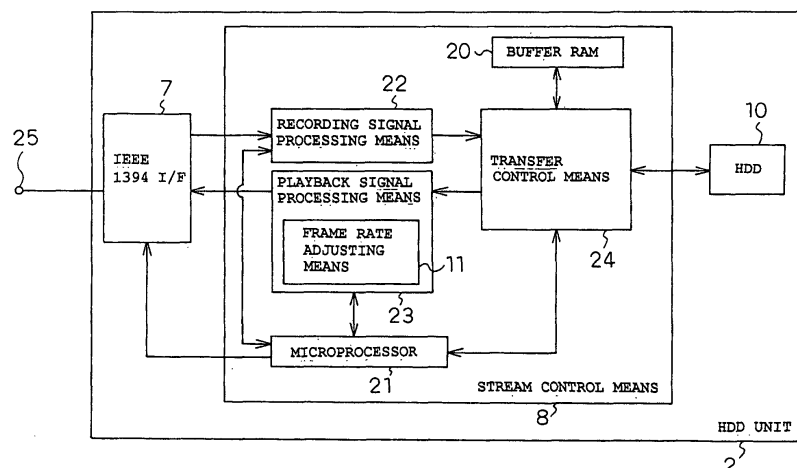 20
BUFFER RAM
7
22
RECORDING SIGNAL
PROCESSING MEANS
10
25
IEEE
1394 I/F
TRANSFER
CONTROL MEANS
HDD
PLAYBACK SIGNAL
PROCESSING MEANS
FRAME RATE
ADJUSTING
MEANS
11
24
23
MICROPROCESSOR
21
STREAM CONTROL MEANS
8
HDD UNIT
2